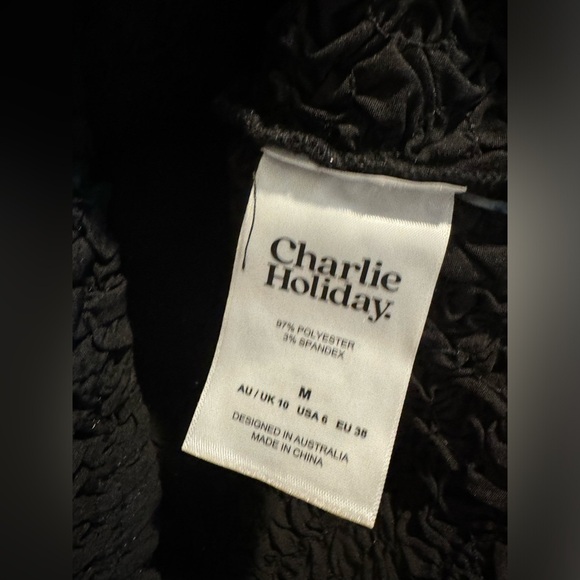 Charlie
Holiday.
97% POLYESTER
3% SPANDEX
M
AU / UK 10 USA 6 EU 38
DESIGNED IN AUSTRALIA
MADE IN CHINA